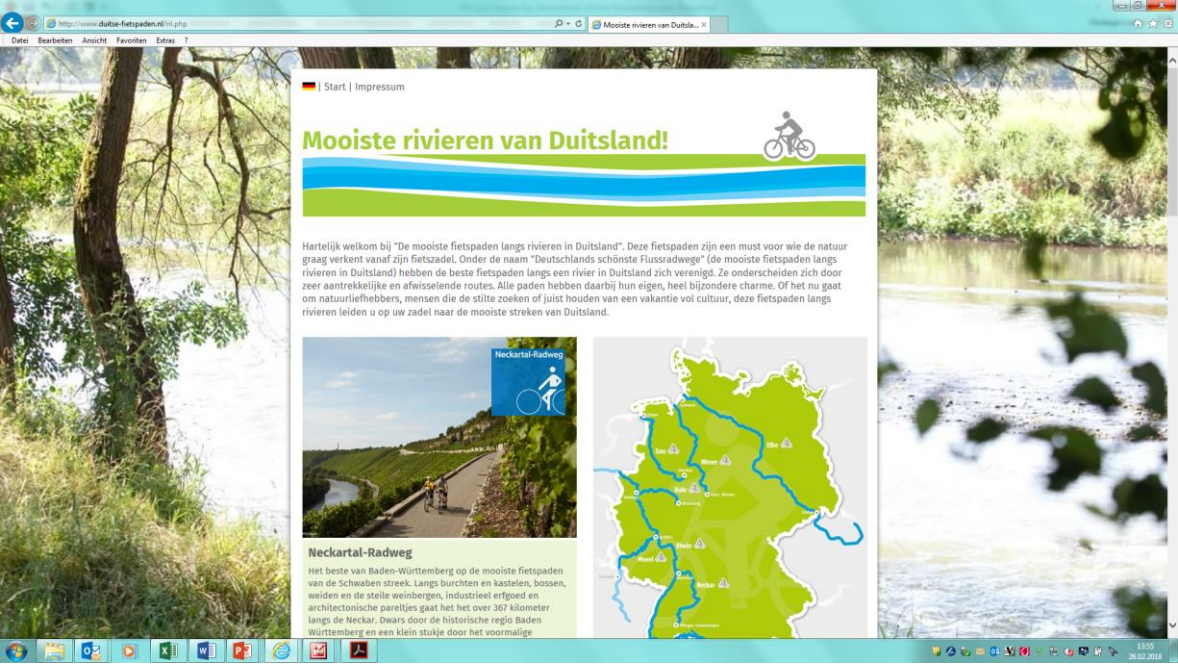 http://www.duitse-fietspaden.nl/nl.php
Mooiste rivieren van Duitsla...
Datei Bearbeiten Ansicht Favoriten Extras ?
| Start | Impressum
Mooiste rivieren van Duitsland!
Hartelijk welkom bij "De mooiste fietspaden langs rivieren in Duitsland". Deze fietspaden zijn een must voor wie de natuur
graag verkent vanaf zijn fietszadel. Onder de naam "Deutschlands schönste Flussradwege" (de mooiste fietspaden langs
rivieren in Duitsland) hebben de beste fietspaden langs een rivier in Duitsland zich verenigd. Ze onderscheiden zich door
zeer aantrekkelijke en afwisselende routes. Alle paden hebben daarbij hun eigen, heel bijzondere charme. Of het nu gaat
om natuurliefhebbers, mensen die de stilte zoeken of juist houden van een vakantie vol cultuur, deze fietspaden langs
rivieren leiden u op uw zadel naar de mooiste streken van Duitsland.
Neckartal-Radweg
Elbe
Ems
Weser
Ruhr
Rhein
Mosel
Neckar
Neckartal-Radweg
Het beste van Baden-Württemberg op de mooiste fietspaden
van de Schwaben streek. Langs burchten en kastelen, bossen,
weiden en de steile weinbergen, industrieel erfgoed en
architectonische pareltjes gaat het het over 367 kilometer
langs de Neckar. Dwars door de historische regio Baden
Württemberg en een klein stukje door het voormalige
13:55
26.02.2018